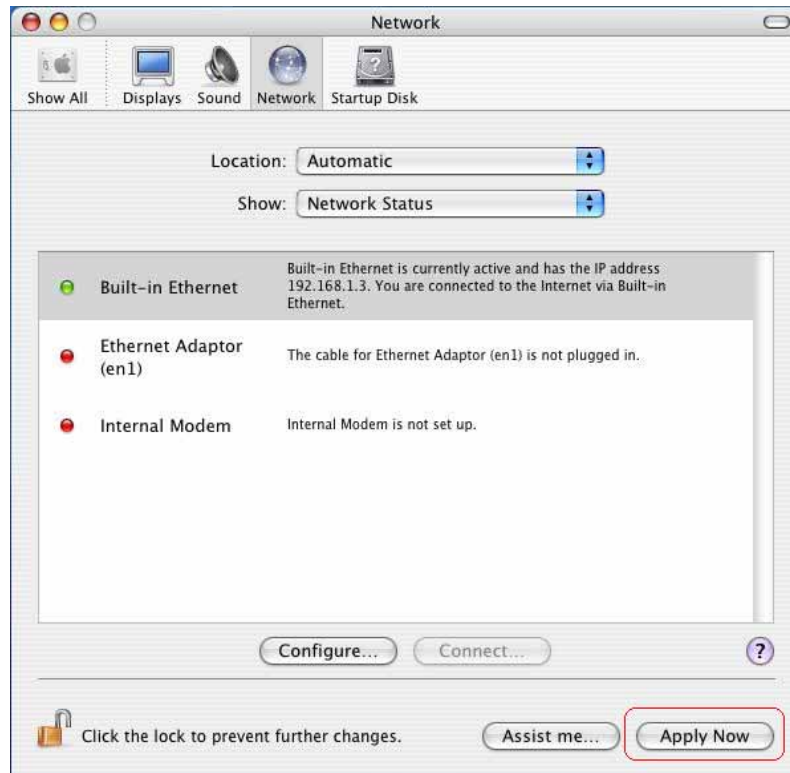 Network
Show All Displays Sound Network Startup Disk
Location: Automatic
Show: Network Status
Built-in Ethernet
Built-in Ethernet is currently active and has the IP address
192.168.1.3. You are connected to the Internet via Built-in
Ethernet.
Ethernet Adaptor
(en1)
The cable for Ethernet Adaptor (en1) is not plugged in.
Internal Modem
Internal Modem is not set up.
Configure... Connect... ?
Click the lock to prevent further changes. Assist me... Apply Now